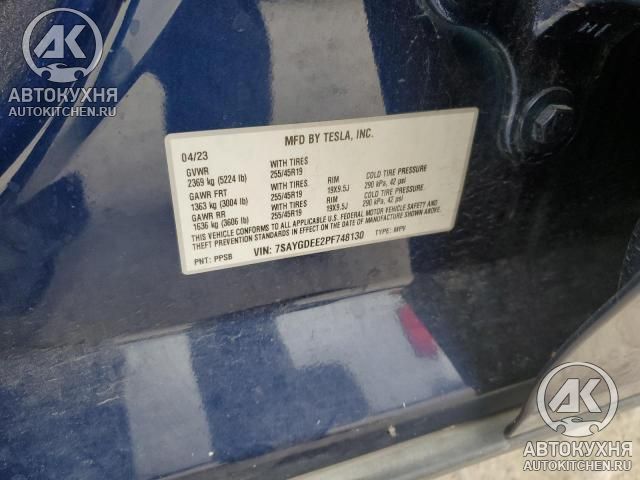 AK
АВТОКУХНЯ
AUTOKITCHEN.RU
MFD BY TESLA, INC.
04/23
GVWR WITH TIRES
2369 kg (5224 lb) 255/45R19 RIM COLD TIRE PRESSURE
GAWR FRT WITH TIRES 19X9.5J 290 kPa, 42 psi
1363 kg (3004 lb) 255/45R19 RIM COLD TIRE PRESSURE
GAWR RR WITH TIRES 19X9.5J 290 kPa, 42 psi
1636 kg (3606 lb) 255/45R19
THIS VEHICLE CONFORMS TO ALL APPLICABLE U.S. FEDERAL MOTOR VEHICLE SAFETY AND
THEFT PREVENTION STANDARDS IN EFFECT ON THE DATE OF MANUFACTURE SHOWN ABOVE.
PNT: PPSB VIN: 7SAYGDEE2PF748130 TYPE: MPV
AK
АВТОКУХНЯ
AUTOKITCHEN.RU